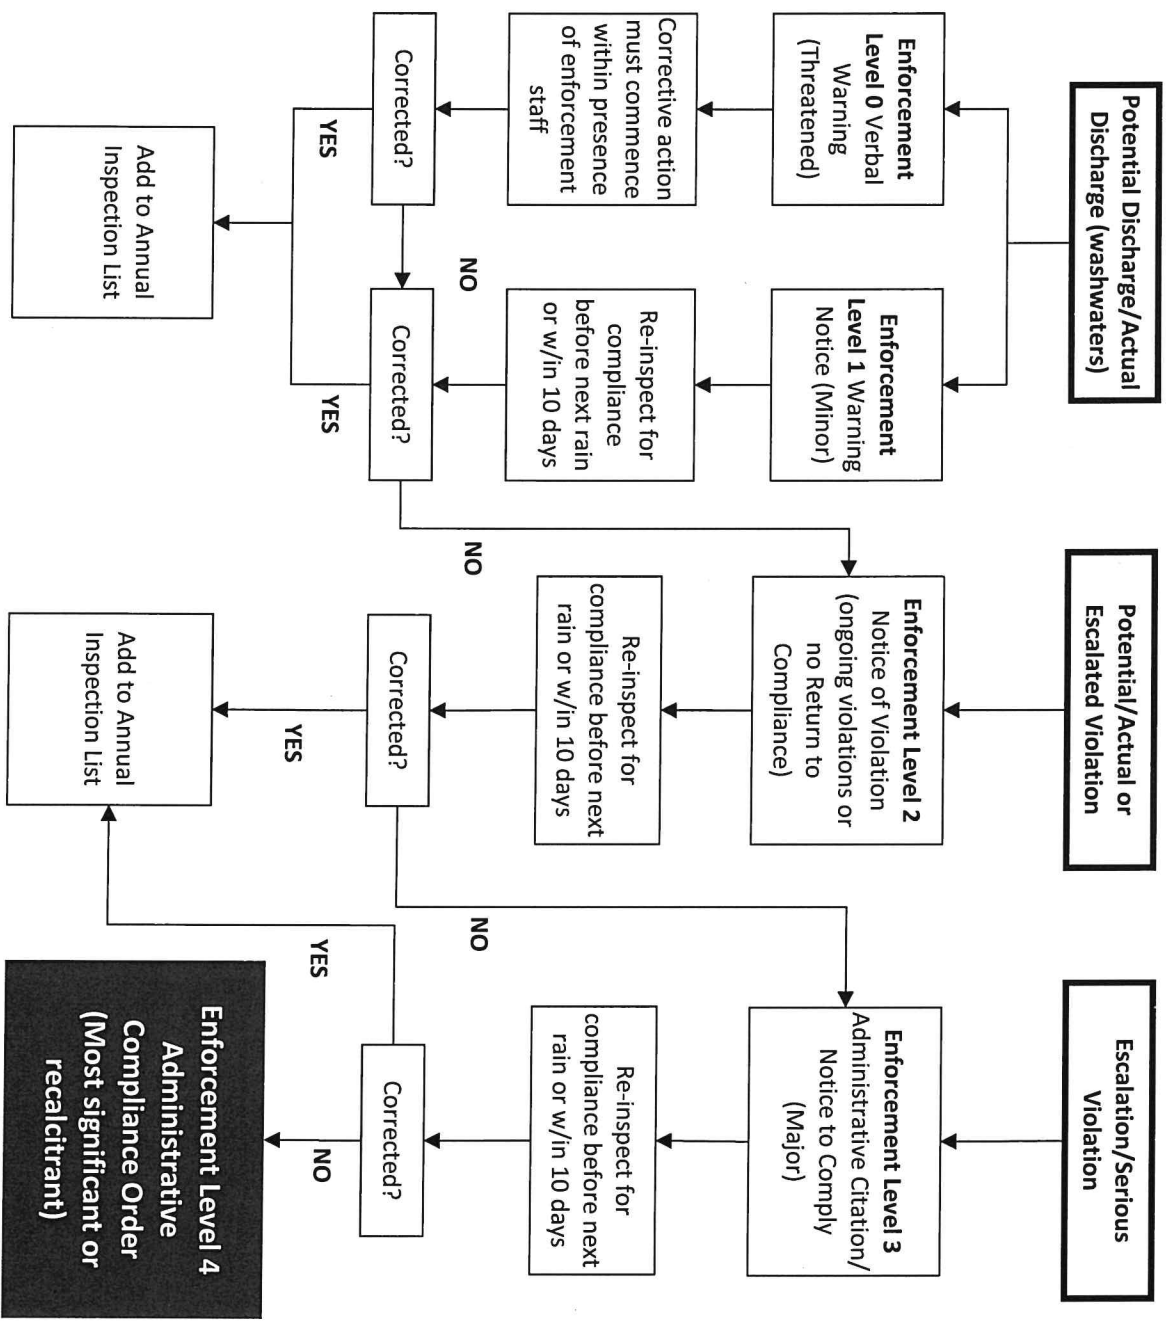 Potential Discharge/Actual
Discharge (washwaters)
Enforcement
Level 0 Verbal
Warning
(Threatened)
Corrective action
must commence
within presence
of enforcement
staff
Corrected?
YES
NO
Add to Annual
Inspection List
Enforcement
Level 1 Warning
Notice (Minor)
Re-inspect for
compliance
before next rain
or w/in 10 days
Corrected?
YES
NO
Potential/Actual or
Escalated Violation
Enforcement Level 2
Notice of Violation
(ongoing violations or
no Return to
Compliance)
Re-inspect for
compliance before next
rain or w/in 10 days
Corrected?
YES
NO
Add to Annual
Inspection List
Escalation/Serious
Violation
Enforcement Level 3
Administrative Citation/
Notice to Comply
(Major)
Re-inspect for
compliance before next
rain or w/in 10 days
Corrected?
YES
NO
Enforcement Level 4
Administrative
Compliance Order
(Most significant or
recalcitrant)